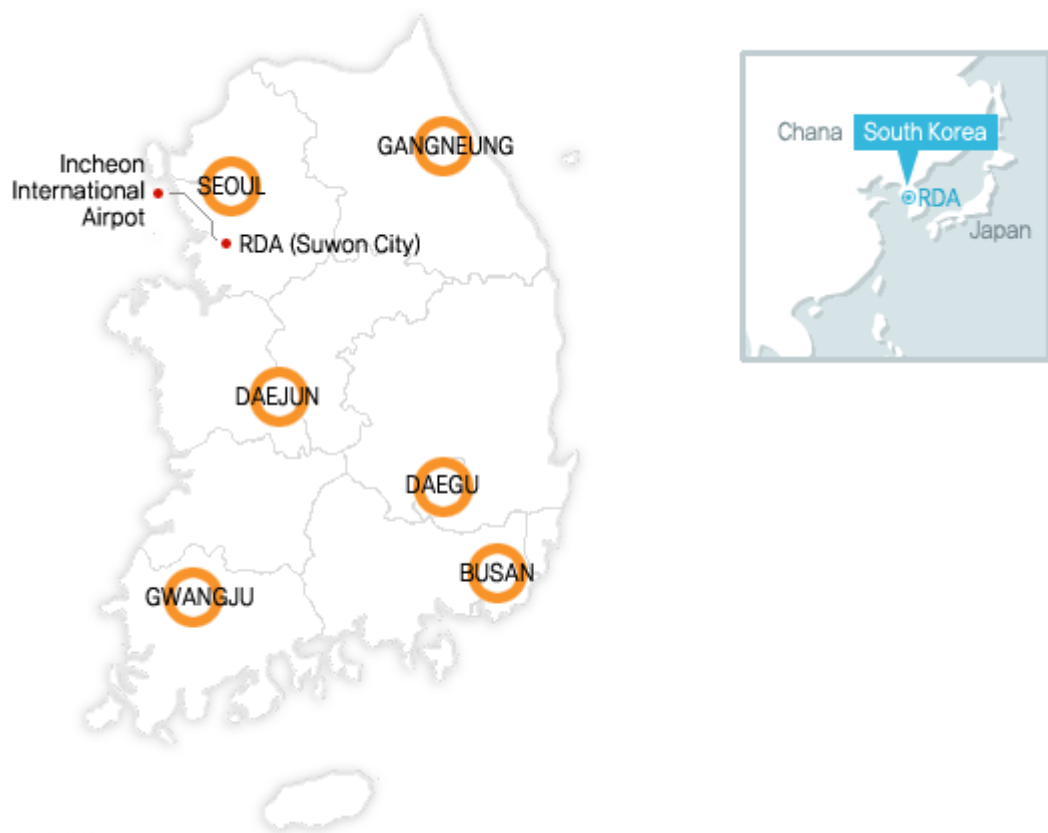 GANGNEUNG
Incheon
International
Airpot
SEOUL
RDA (Suwon City)
DAEJUN
DAEGU
BUSAN
GWANGJU
Chana
South Korea
RDA
Japan